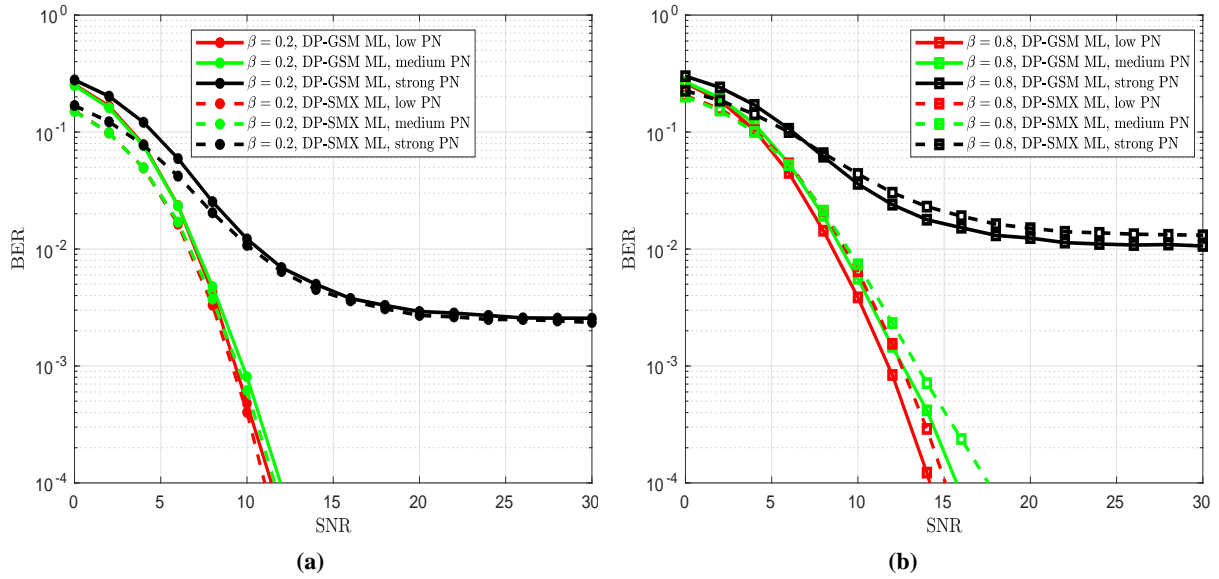 10^0
10^-1
10^-2
10^-3
10^-4
BER
β = 0.2, DP-GSM ML, low PN
β = 0.2, DP-GSM ML, medium PN
β = 0.2, DP-GSM ML, strong PN
β = 0.2, DP-SMX ML, low PN
β = 0.2, DP-SMX ML, medium PN
β = 0.2, DP-SMX ML, strong PN
0 5 10 15 20 25 30
SNR
(a)
10^0
10^-1
10^-2
10^-3
10^-4
BER
β = 0.8, DP-GSM ML, low PN
β = 0.8, DP-GSM ML, medium PN
β = 0.8, DP-GSM ML, strong PN
β = 0.8, DP-SMX ML, low PN
β = 0.8, DP-SMX ML, medium PN
β = 0.8, DP-SMX ML, strong PN
0 5 10 15 20 25 30
SNR
(b)